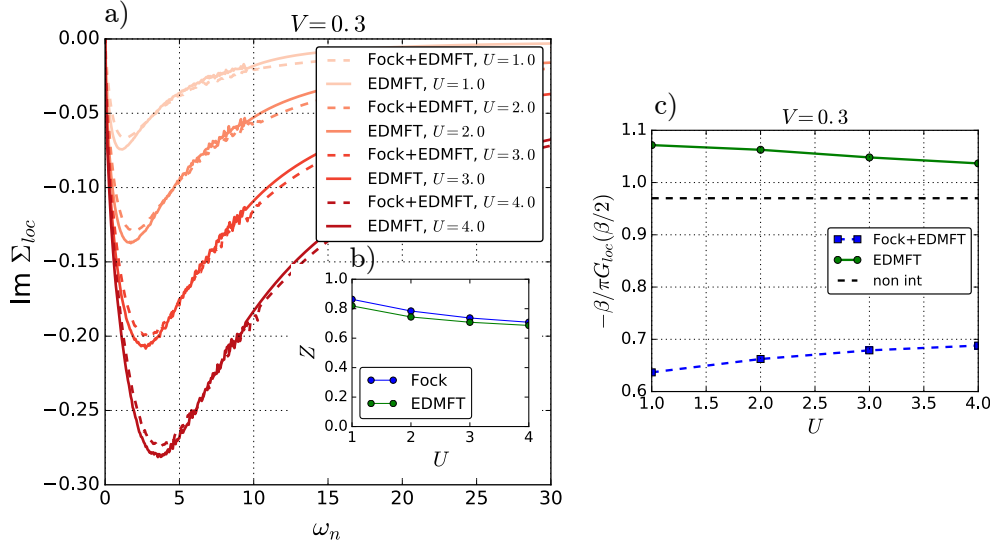 a)
V=0.3
Im Σloc
0.00
−0.05
−0.10
−0.15
−0.20
−0.25
−0.30
0 5 10 15 20 25 30
ωn
Fock+EDMFT, U=1.0
EDMFT, U=1.0
Fock+EDMFT, U=2.0
EDMFT, U=2.0
Fock+EDMFT, U=3.0
EDMFT, U=3.0
Fock+EDMFT, U=4.0
EDMFT, U=4.0
b)
Z
1.0
0.8
0.6
0.4
0.2
0.0
Fock
EDMFT
1 2 3 4
U
c)
V=0.3
−β/πGloc(β/2)
1.1
1.0
0.9
0.8
0.7
0.6
Fock+EDMFT
EDMFT
non int
1.0 1.5 2.0 2.5 3.0 3.5 4.0
U